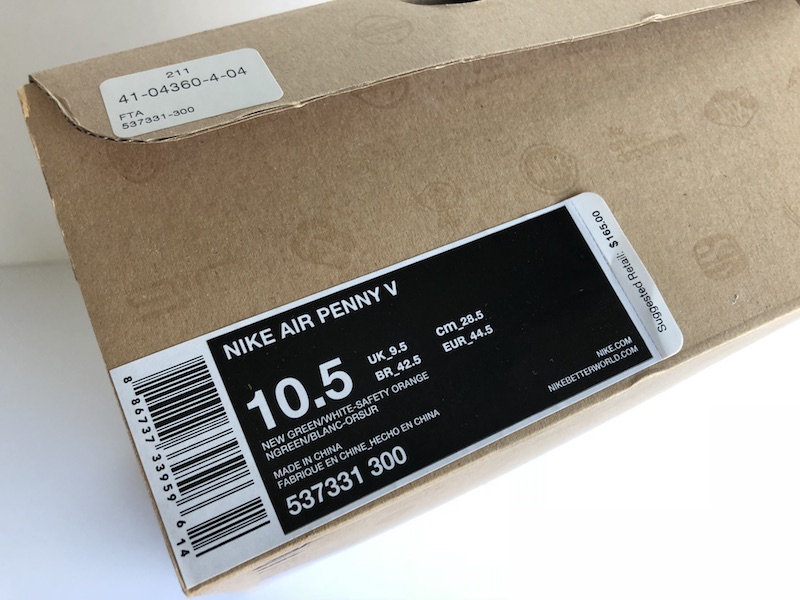 211
41-04360-4-04
FTA
537331-300
Suggested Retail: $165.00
NIKE AIR PENNY V
10.5
UK_9.5
cm_28.5
BR_42.5
EUR_44.5
NEW GREEN/WHITE-SAFETY ORANGE
NGREEN/BLANC-ORSUR
MADE IN CHINA
FABRIQUE EN CHINE_HECHO EN CHINA
537331 300
NIKE.COM
NIKEBETTERWORLD.COM
8 86737 33959 6 14